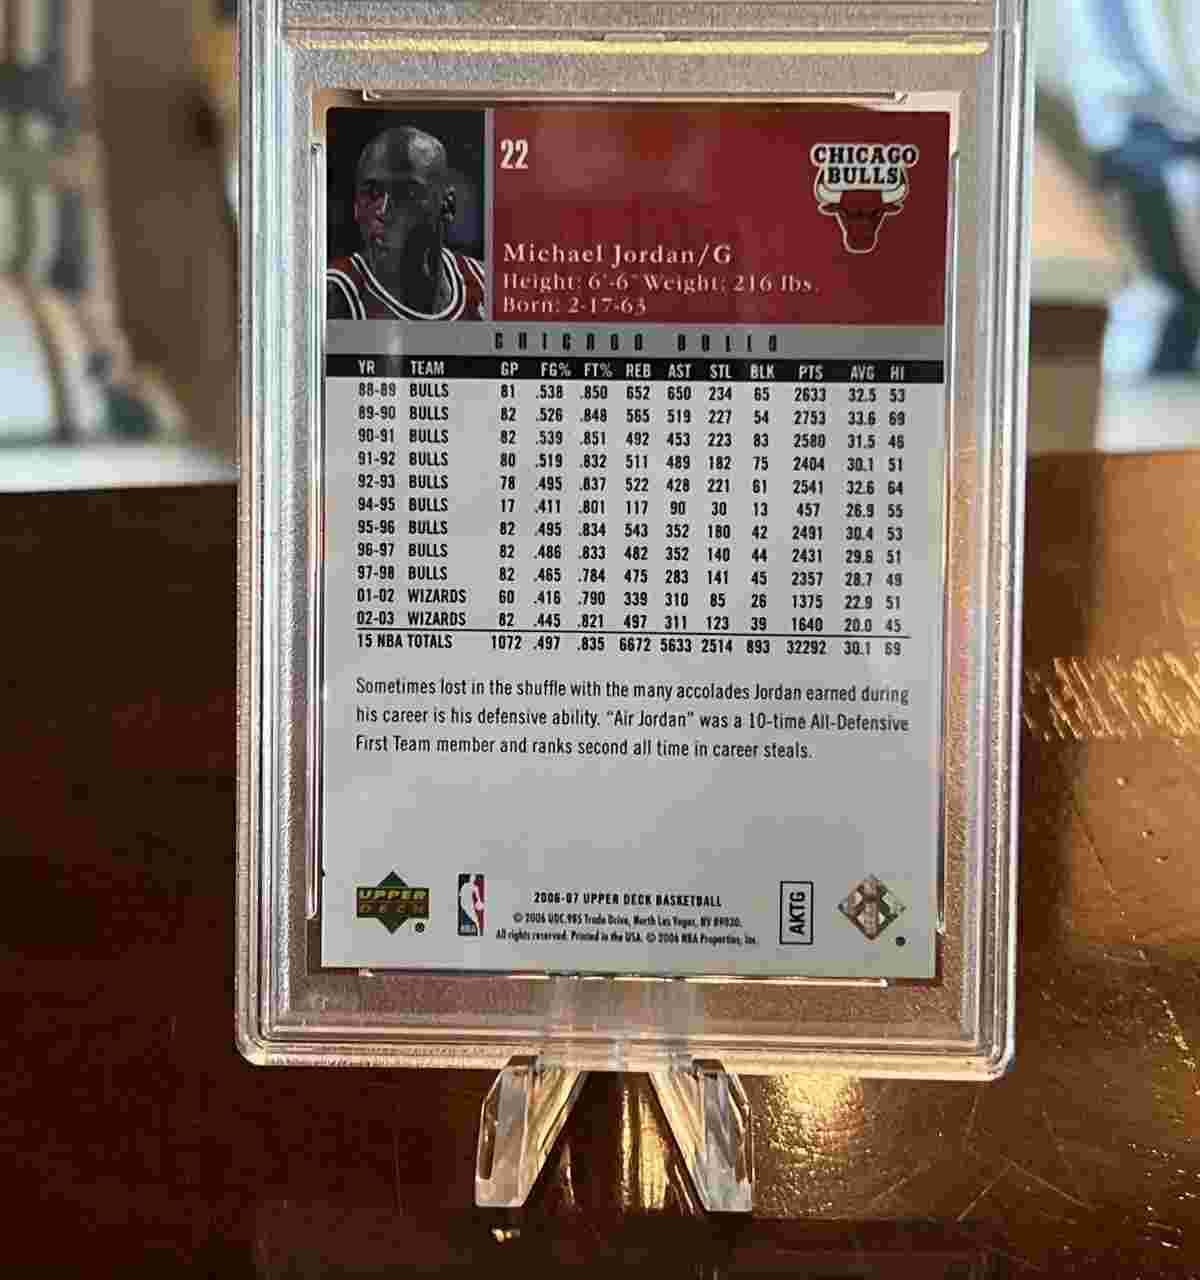 22
CHICAGO
BULLS
Michael Jordan/G
Height: 6'-6" Weight: 216 lbs.
Born: 2-17-63
CHICAGO BULLS
YR TEAM GP FG% FT% REB AST STL BLK PTS AVG HI
88-89 BULLS 81 .538 .850 652 650 234 65 2633 32.5 53
89-90 BULLS 82 .526 .848 565 519 227 54 2753 33.6 69
90-91 BULLS 82 .539 .851 492 453 223 83 2580 31.5 46
91-92 BULLS 80 .519 .832 511 489 182 75 2404 30.1 51
92-93 BULLS 78 .495 .837 522 428 221 61 2541 32.6 64
94-95 BULLS 17 .411 .801 117 90 30 13 457 26.9 55
95-96 BULLS 82 .495 .834 543 352 180 42 2491 30.4 53
96-97 BULLS 82 .486 .833 482 352 140 44 2431 29.6 51
97-98 BULLS 82 .465 .784 475 283 141 45 2357 28.7 49
01-02 WIZARDS 60 .416 .790 339 310 85 26 1375 22.9 51
02-03 WIZARDS 82 .445 .821 497 311 123 39 1640 20.0 45
15 NBA TOTALS 1072 .497 .835 6672 5633 2514 893 32292 30.1 69
Sometimes lost in the shuffle with the many accolades Jordan earned during
his career is his defensive ability. “Air Jordan” was a 10-time All-Defensive
First Team member and ranks second all time in career steals.
UPPER
DECK
NBA
2006-07 UPPER DECK BASKETBALL
© 2006 UDC. 985 Trade Drive, North Las Vegas, NV 89030.
All rights reserved. Printed in the USA. © 2006 NBA Properties, Inc.
AKTG